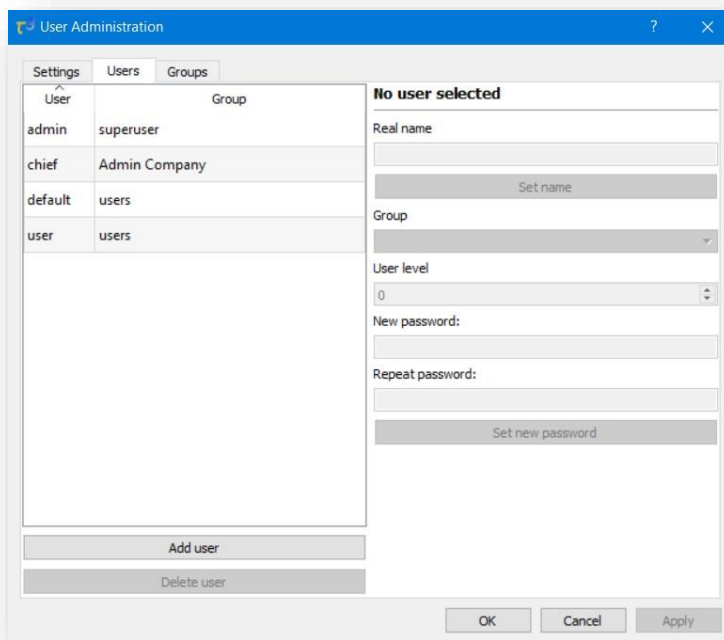 User Administration
?
Settings Users Groups
User Group
admin superuser
chief Admin Company
default users
user users
Add user
Delete user
No user selected
Real name
Set name
Group
User level
0
New password:
Repeat password:
Set new password
OK Cancel Apply